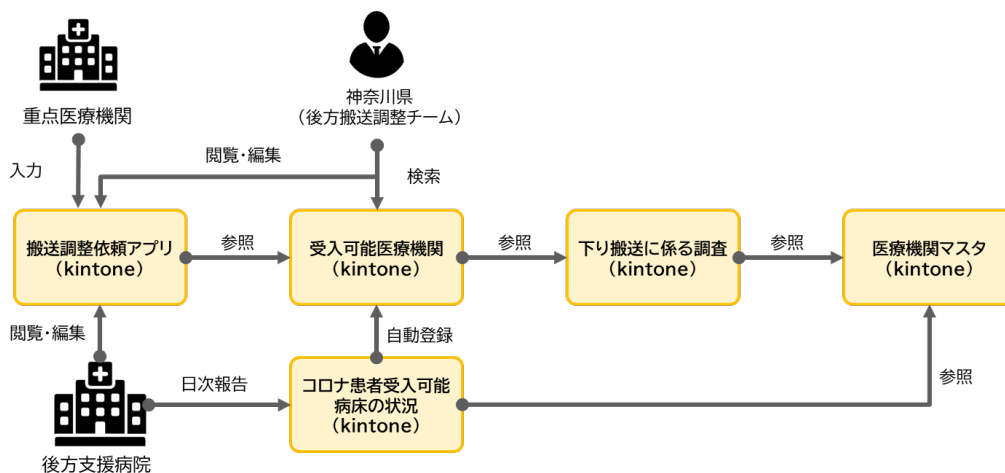 重点医療機関
神奈川県
（後方搬送調整チーム）
入力
閲覧・編集
検索
搬送調整依頼アプリ
（kintone）
参照
受入可能医療機関
（kintone）
参照
下り搬送に係る調査
（kintone）
参照
医療機関マスタ
（kintone）
閲覧・編集
自動登録
日次報告
コロナ患者受入可能
病床の状況
（kintone）
参照
後方支援病院